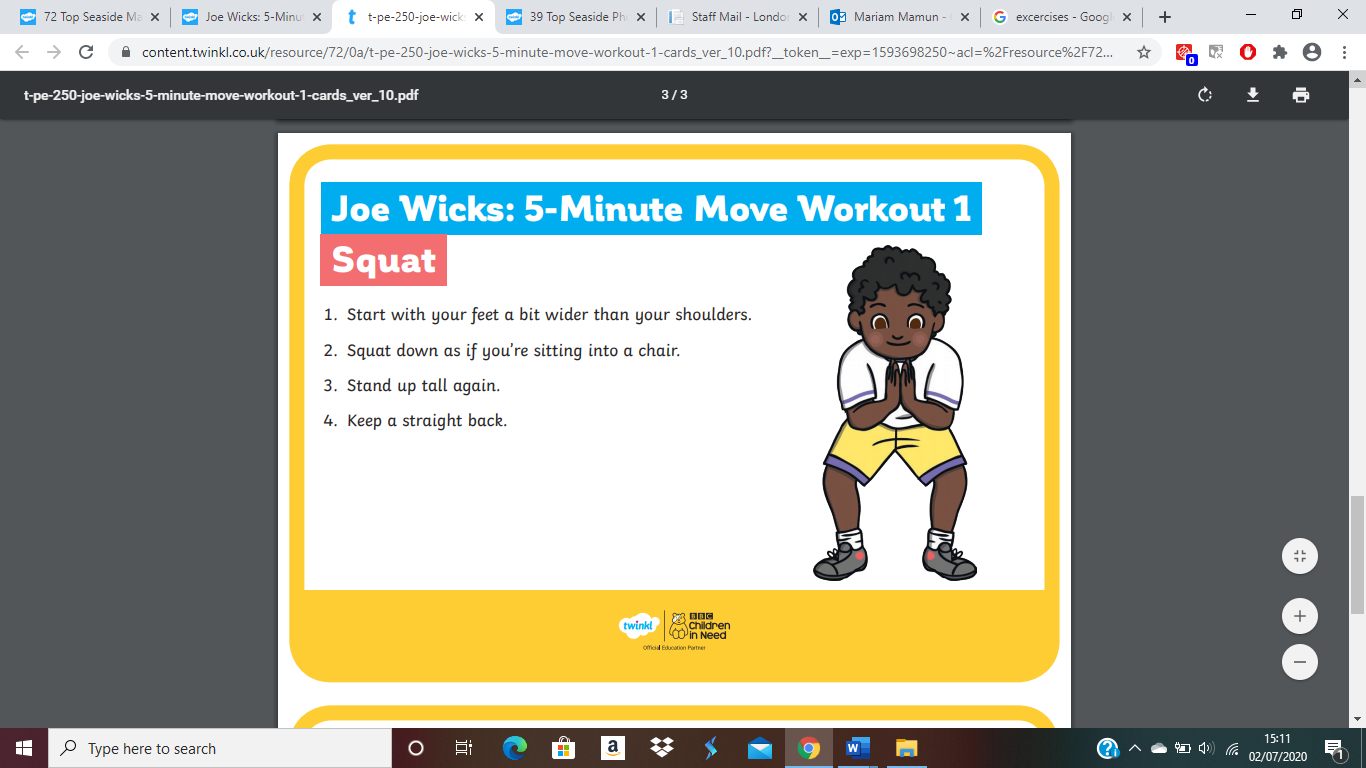 72 Top Seaside Ma
Joe Wicks: 5-Minu
t-pe-250-joe-wick
39 Top Seaside Ph
Staff Mail - Londo
Mariam Mamun -
excercises - Googl
content.twinkl.co.uk/resource/72/0a/t-pe-250-joe-wicks-5-minute-move-workout-1-cards_ver_10.pdf?__token__=exp=1593698250~acl=%2Fresource%2F72...
0
t-pe-250-joe-wicks-5-minute-move-workout-1-cards_ver_10.pdf
3 / 3
Joe Wicks: 5-Minute Move Workout 1
Squat
1. Start with your feet a bit wider than your shoulders.
2. Squat down as if you're sitting into a chair.
3. Stand up tall again.
4. Keep a straight back.
twinkl
BBC
Children
in Need
Official Education Partner
Type here to search
15:11
02/07/2020
1